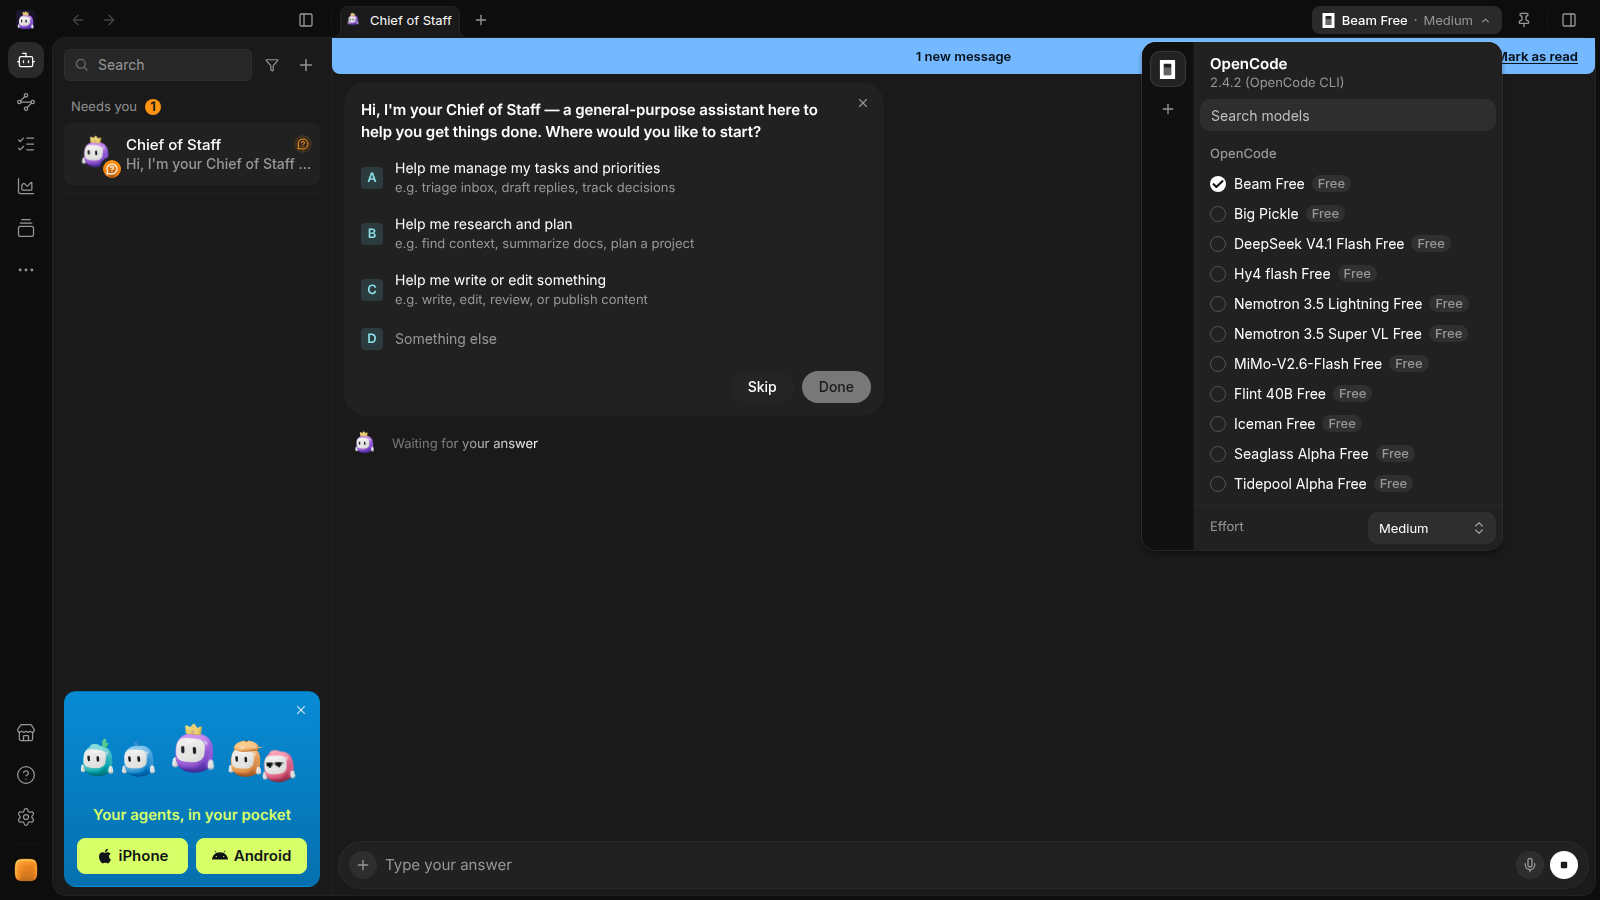 Chief of Staff
Beam Free · Medium
Search
Needs you 1
Chief of Staff
Hi, I'm your Chief of Staff ...
1 new message
Mark as read
Hi, I'm your Chief of Staff — a general-purpose assistant here to
help you get things done. Where would you like to start?
A
Help me manage my tasks and priorities
e.g. triage inbox, draft replies, track decisions
B
Help me research and plan
e.g. find context, summarize docs, plan a project
C
Help me write or edit something
e.g. write, edit, review, or publish content
D
Something else
Skip
Done
Waiting for your answer
OpenCode
2.4.2 (OpenCode CLI)
Search models
OpenCode
Beam Free Free
Big Pickle Free
DeepSeek V4.1 Flash Free Free
Hy4 flash Free Free
Nemotron 3.5 Lightning Free Free
Nemotron 3.5 Super VL Free Free
MiMo-V2.6-Flash Free Free
Flint 40B Free Free
Iceman Free Free
Seaglass Alpha Free Free
Tidepool Alpha Free Free
Effort
Medium
Your agents, in your pocket
iPhone
Android
Type your answer